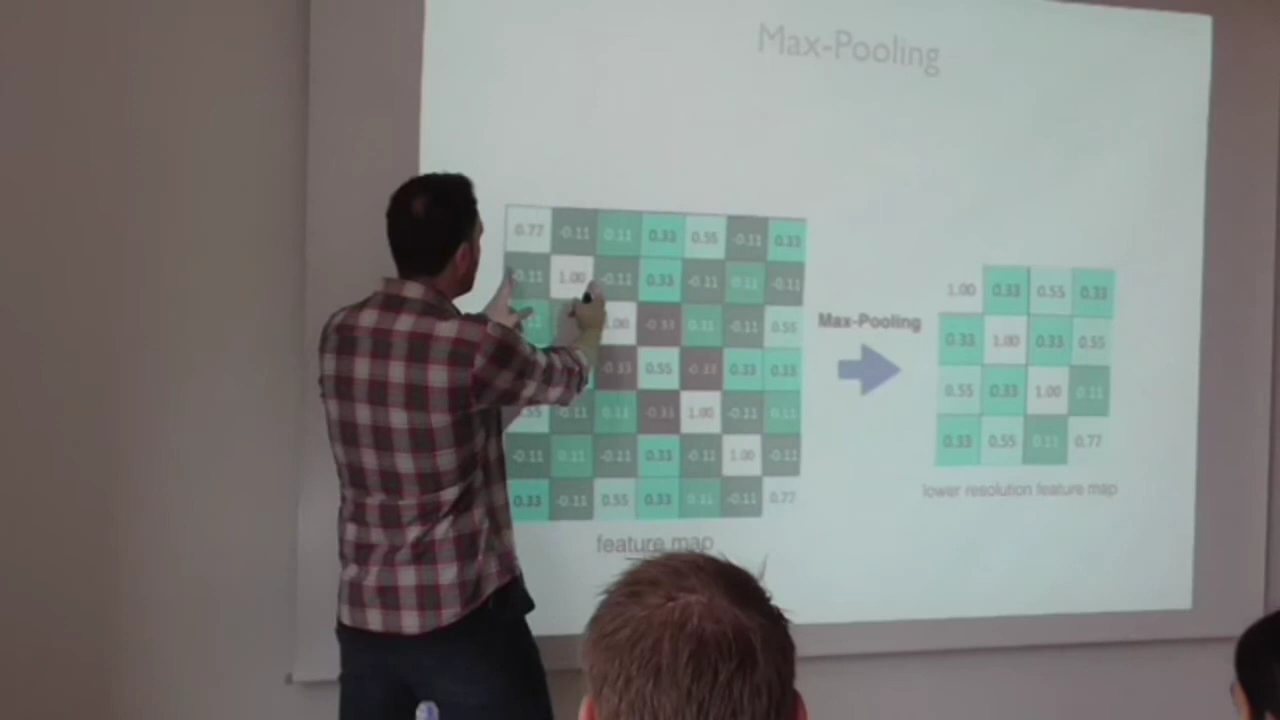 Max-Pooling
0.77 -0.11 0.11 0.33 0.55 -0.11 0.33
-0.11 1.00 -0.11 0.33 -0.11 0.11 -0.11
1.00 -0.33 0.11 -0.11 0.55
-0.33 0.55 -0.33 0.33 0.33
-0.11 0.11 -0.33 1.00 -0.11 0.11
-0.11 0.11 -0.11 0.33 -0.11 1.00 -0.11
0.33 -0.11 0.55 0.33 0.11 -0.11 0.77
feature map
Max-Pooling
1.00 0.33 0.55 0.33
0.33 1.00 0.33 0.55
0.55 0.33 1.00 0.11
0.33 0.55 0.11 0.77
lower resolution feature map